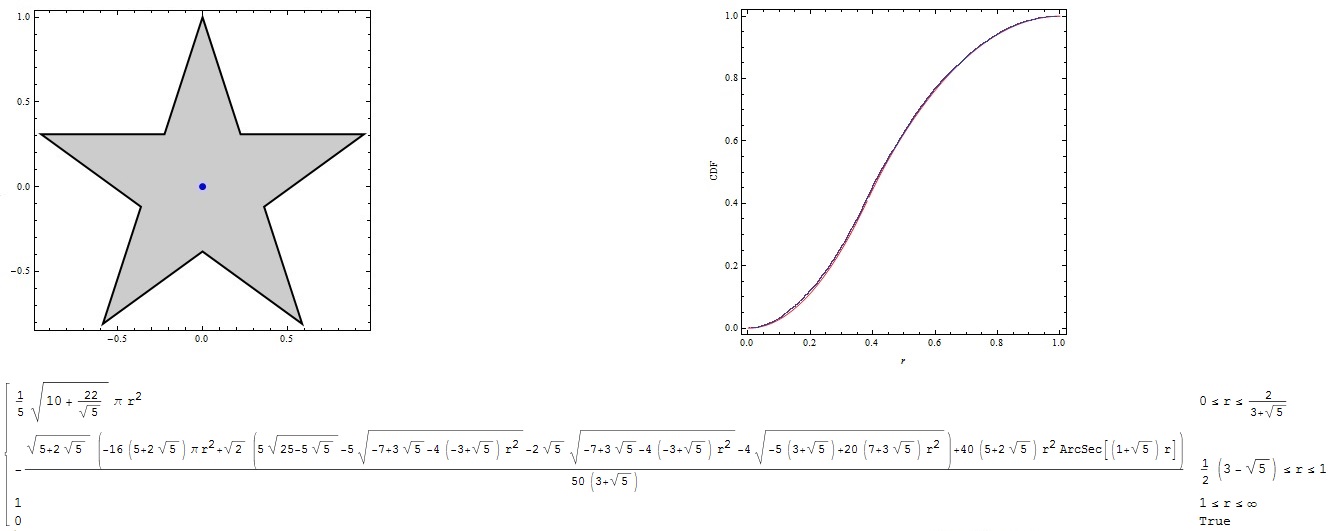 1.0
0.5
0.0
−0.5
−0.5 0.0 0.5
1.0
0.8
0.6
0.4
0.2
0.0
CDF
0.0 0.2 0.4 0.6 0.8 1.0
r
1/5 √(10 + 22/√5) π r² 0 ≤ r ≤ 2/(3+√5)
−(√(5+2 √5) (−16 (5+2 √5) π r²+√2 (5 √(25−5 √5) −5 √(−7+3 √5 −4 (−3+√5) r²) −2 √5 √(−7+3 √5 −4 (−3+√5) r²) −4 √(−5 (3+√5)+20 (7+3 √5) r²))+40 (5+2 √5) r² ArcSec[(1+√5) r]))/(50 (3+√5)) 1/2 (3 − √5) ≤ r ≤ 1
1 1 ≤ r ≤ ∞
0 True